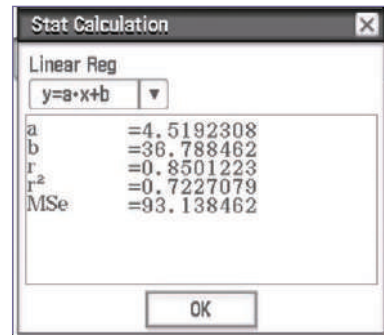 Stat Calculation
Linear Reg
y=a•x+b
a =4.5192308
b =36.788462
r =0.8501223
r² =0.7227079
MSe =93.138462
OK